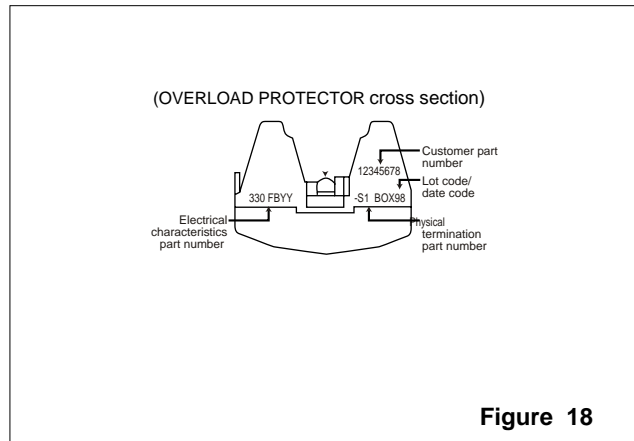 (OVERLOAD PROTECTOR cross section)
Customer part
number
12345678
Lot code/
date code
330 FBYY
-S1 BOX98
Electrical
characteristics
part number
Physical
termination
part number
Figure 18